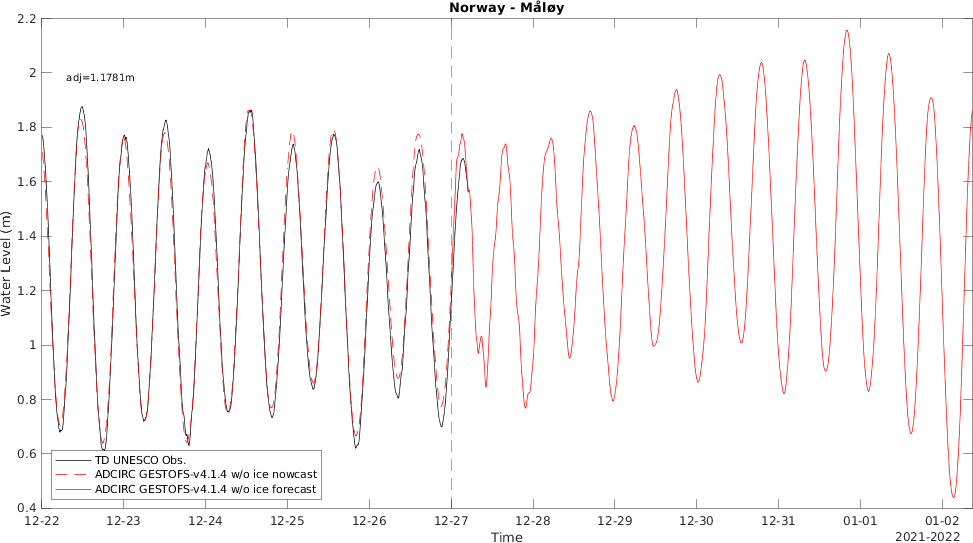 Norway - Måløy
2.2
2
1.8
1.6
1.4
1.2
1
0.8
0.6
0.4
Water Level (m)
adj=1.1781m
TD UNESCO Obs.
ADCIRC GESTOFS-v4.1.4 w/o ice nowcast
ADCIRC GESTOFS-v4.1.4 w/o ice forecast
12-22 12-23 12-24 12-25 12-26 12-27 12-28 12-29 12-30 12-31 01-01 01-02
Time
2021-2022